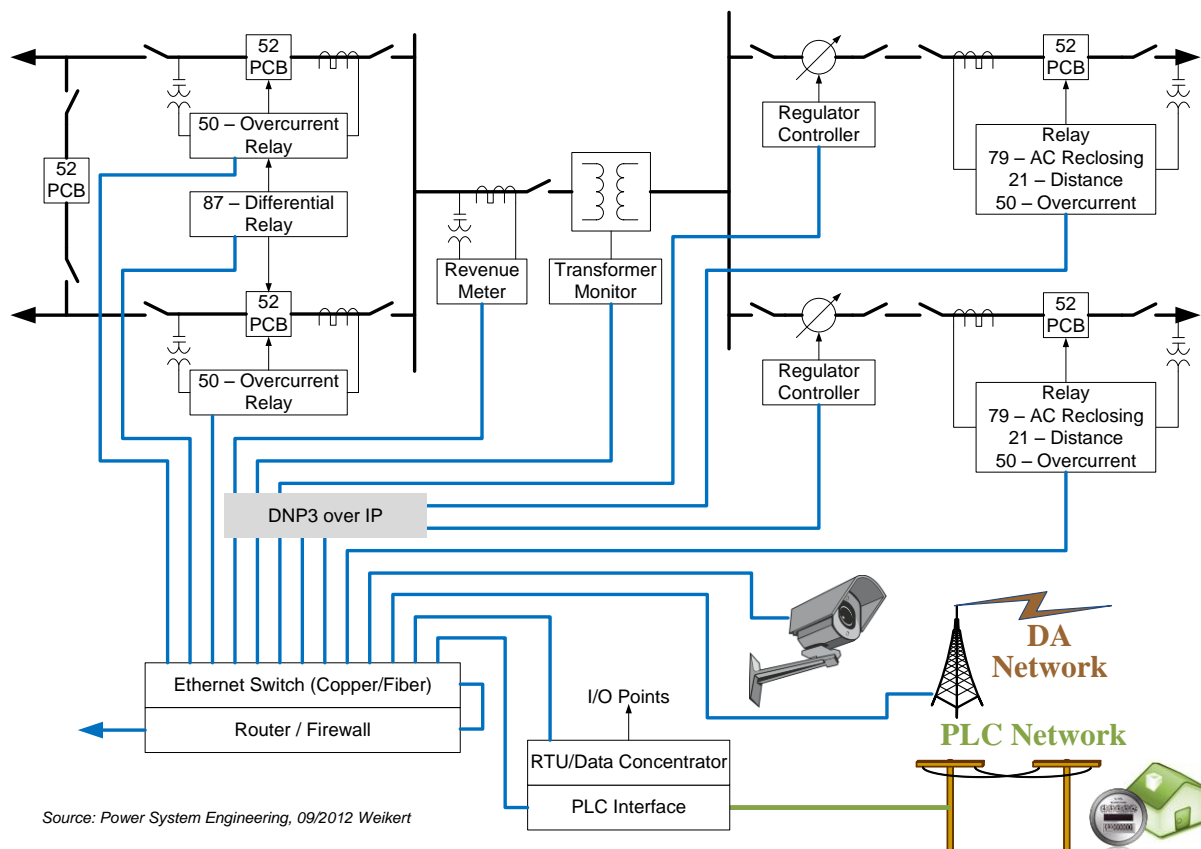 52
PCB
52
PCB
50 – Overcurrent
Relay
Regulator
Controller
Relay
79 – AC Reclosing
21 – Distance
50 – Overcurrent
52
PCB
87 – Differential
Relay
Revenue
Meter
Transformer
Monitor
52
PCB
52
PCB
50 – Overcurrent
Relay
Regulator
Controller
Relay
79 – AC Reclosing
21 – Distance
50 – Overcurrent
DNP3 over IP
DA
Network
Ethernet Switch (Copper/Fiber)
Router / Firewall
I/O Points
PLC Network
RTU/Data Concentrator
PLC Interface
Source: Power System Engineering, 09/2012 Weikert